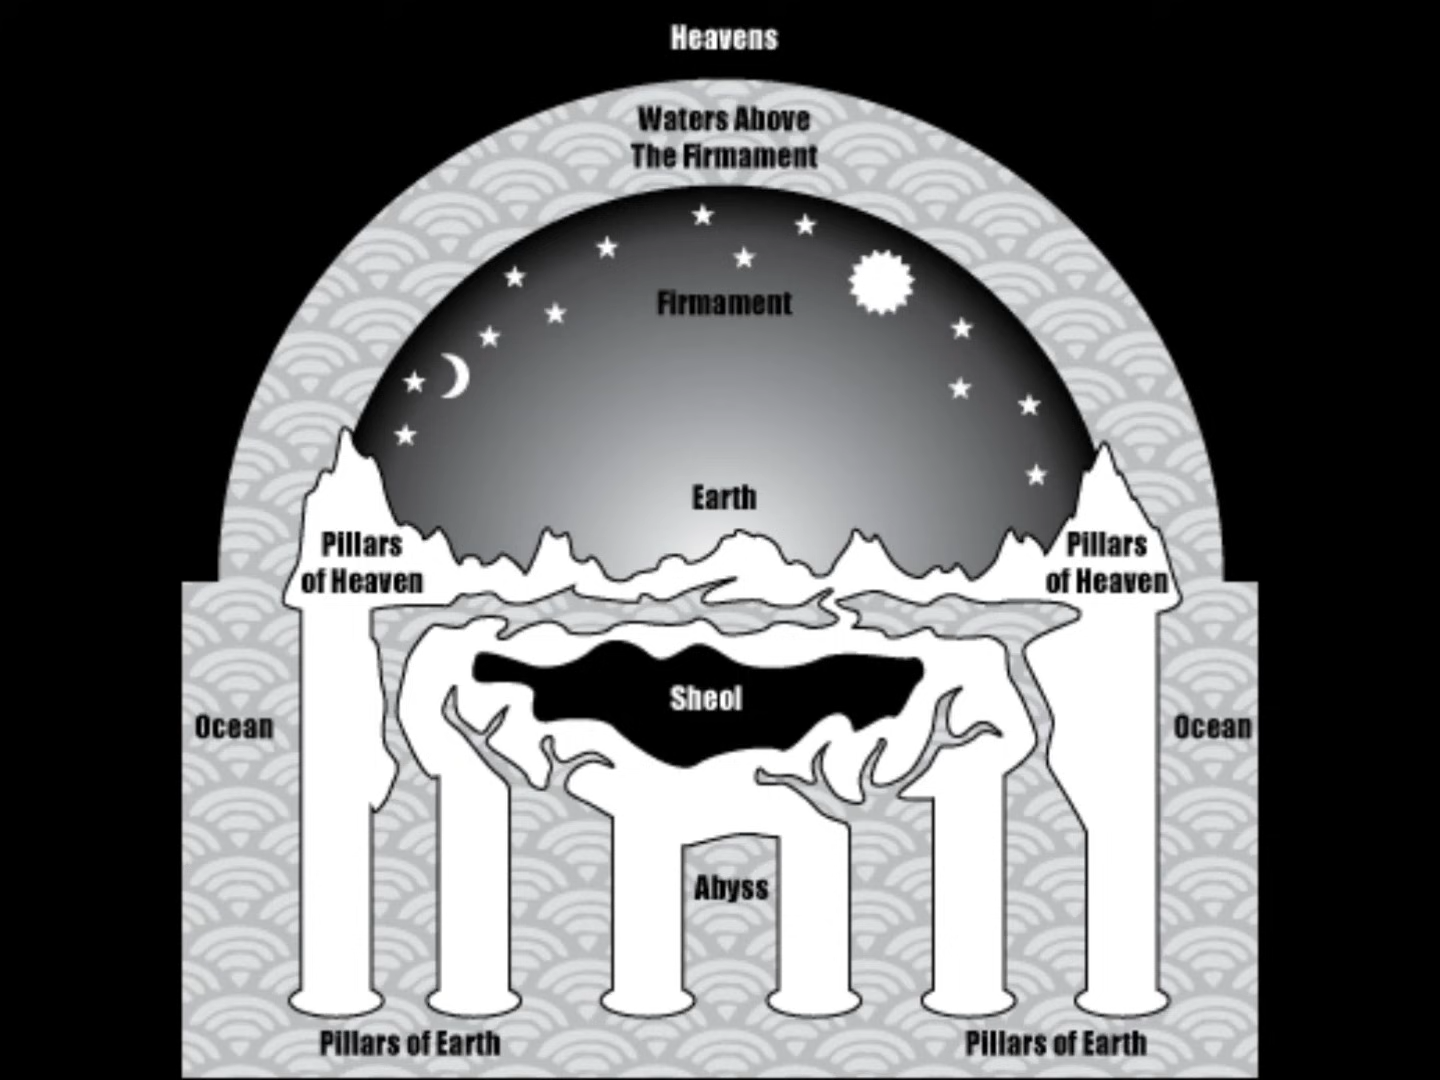 Heavens
Waters Above
The Firmament
Firmament
Earth
Pillars
of Heaven
Pillars
of Heaven
Sheol
Ocean
Ocean
Abyss
Pillars of Earth
Pillars of Earth